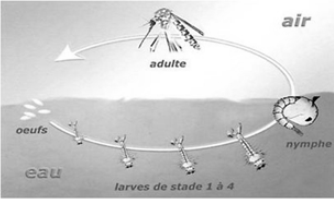 air
adulte
oeufs
nymphe
eau
larves de stade 1 à 4